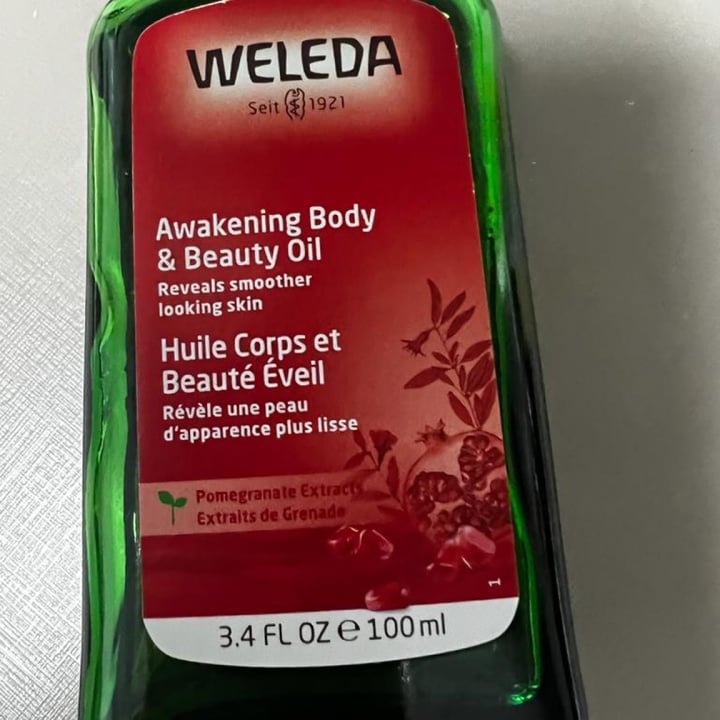 WELEDA
Seit 1921
Awakening Body
& Beauty Oil
Reveals smoother
looking skin
Huile Corps et
Beauté Éveil
Révèle une peau
d'apparence plus lisse
Pomegranate Extracts
Extraits de Grenade
1
3.4 FL OZ ℮ 100 ml